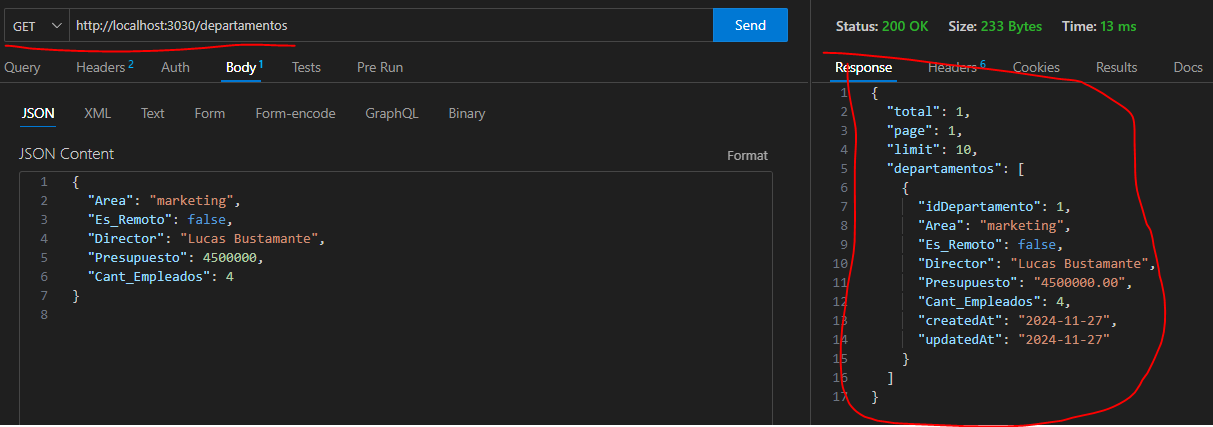 GET http://localhost:3030/departamentos Send
Query Headers 2 Auth Body 1 Tests Pre Run
JSON XML Text Form Form-encode GraphQL Binary
JSON Content Format
1 {
2 "Area": "marketing",
3 "Es_Remoto": false,
4 "Director": "Lucas Bustamante",
5 "Presupuesto": 4500000,
6 "Cant_Empleados": 4
7 }
8
Status: 200 OK Size: 233 Bytes Time: 13 ms
Response Headers 6 Cookies Results Docs
1 {
2 "total": 1,
3 "page": 1,
4 "limit": 10,
5 "departamentos": [
6 {
7 "idDepartamento": 1,
8 "Area": "marketing",
9 "Es_Remoto": false,
10 "Director": "Lucas Bustamante",
11 "Presupuesto": "4500000.00",
12 "Cant_Empleados": 4,
13 "createdAt": "2024-11-27",
14 "updatedAt": "2024-11-27"
15 }
16 ]
17 }